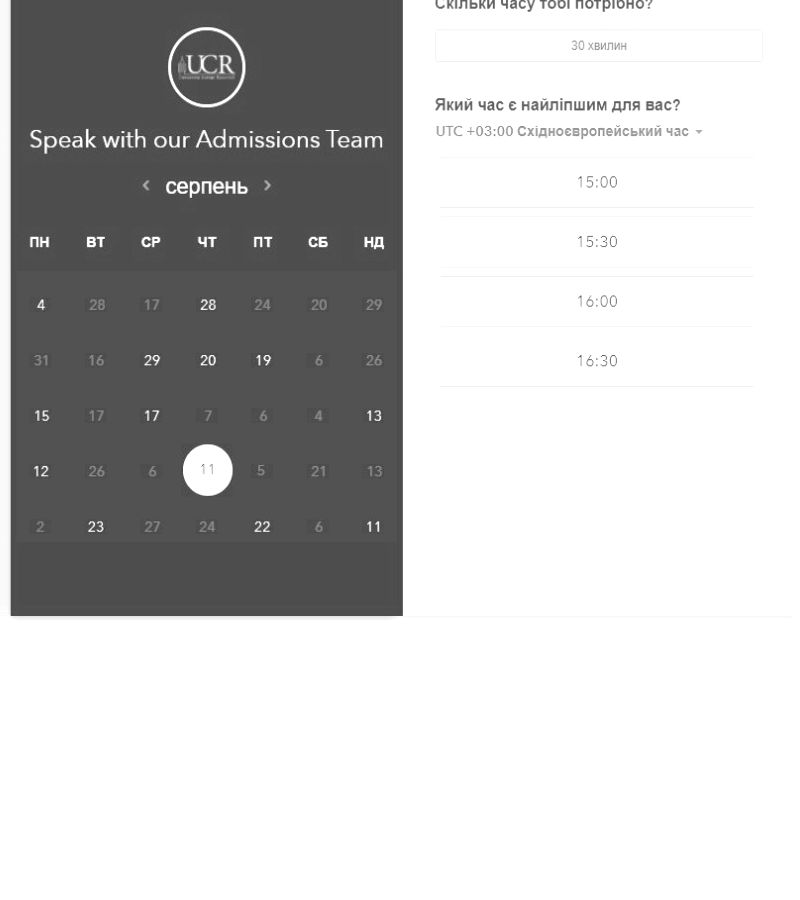 Скільки часу тобі потрібно?
30 хвилин
UCR
Speak with our Admissions Team
серпень
ПН ВТ СР ЧТ ПТ СБ НД
4 28 17 28 24 20 29
31 16 29 20 19 6 26
15 17 17 7 6 4 13
12 26 6 11 5 21 13
2 23 27 24 22 6 11
Який час є найліпшим для вас?
UTC +03:00 Східноєвропейський час
15:00
15:30
16:00
16:30